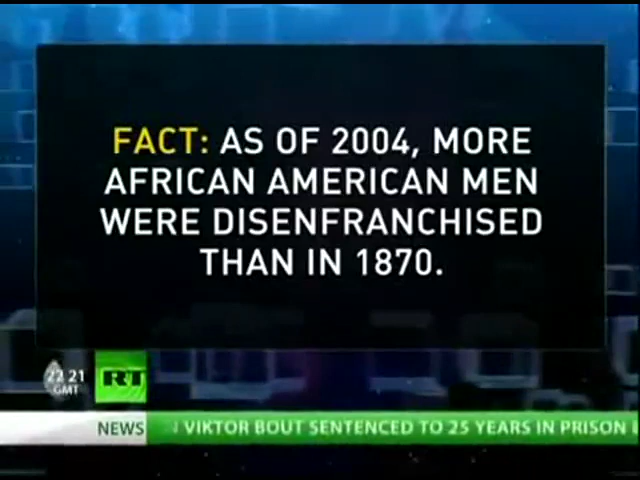 FACT: AS OF 2004, MORE
AFRICAN AMERICAN MEN
WERE DISENFRANCHISED
THAN IN 1870.
22 21
GMT
RT
NEWS
VIKTOR BOUT SENTENCED TO 25 YEARS IN PRISON